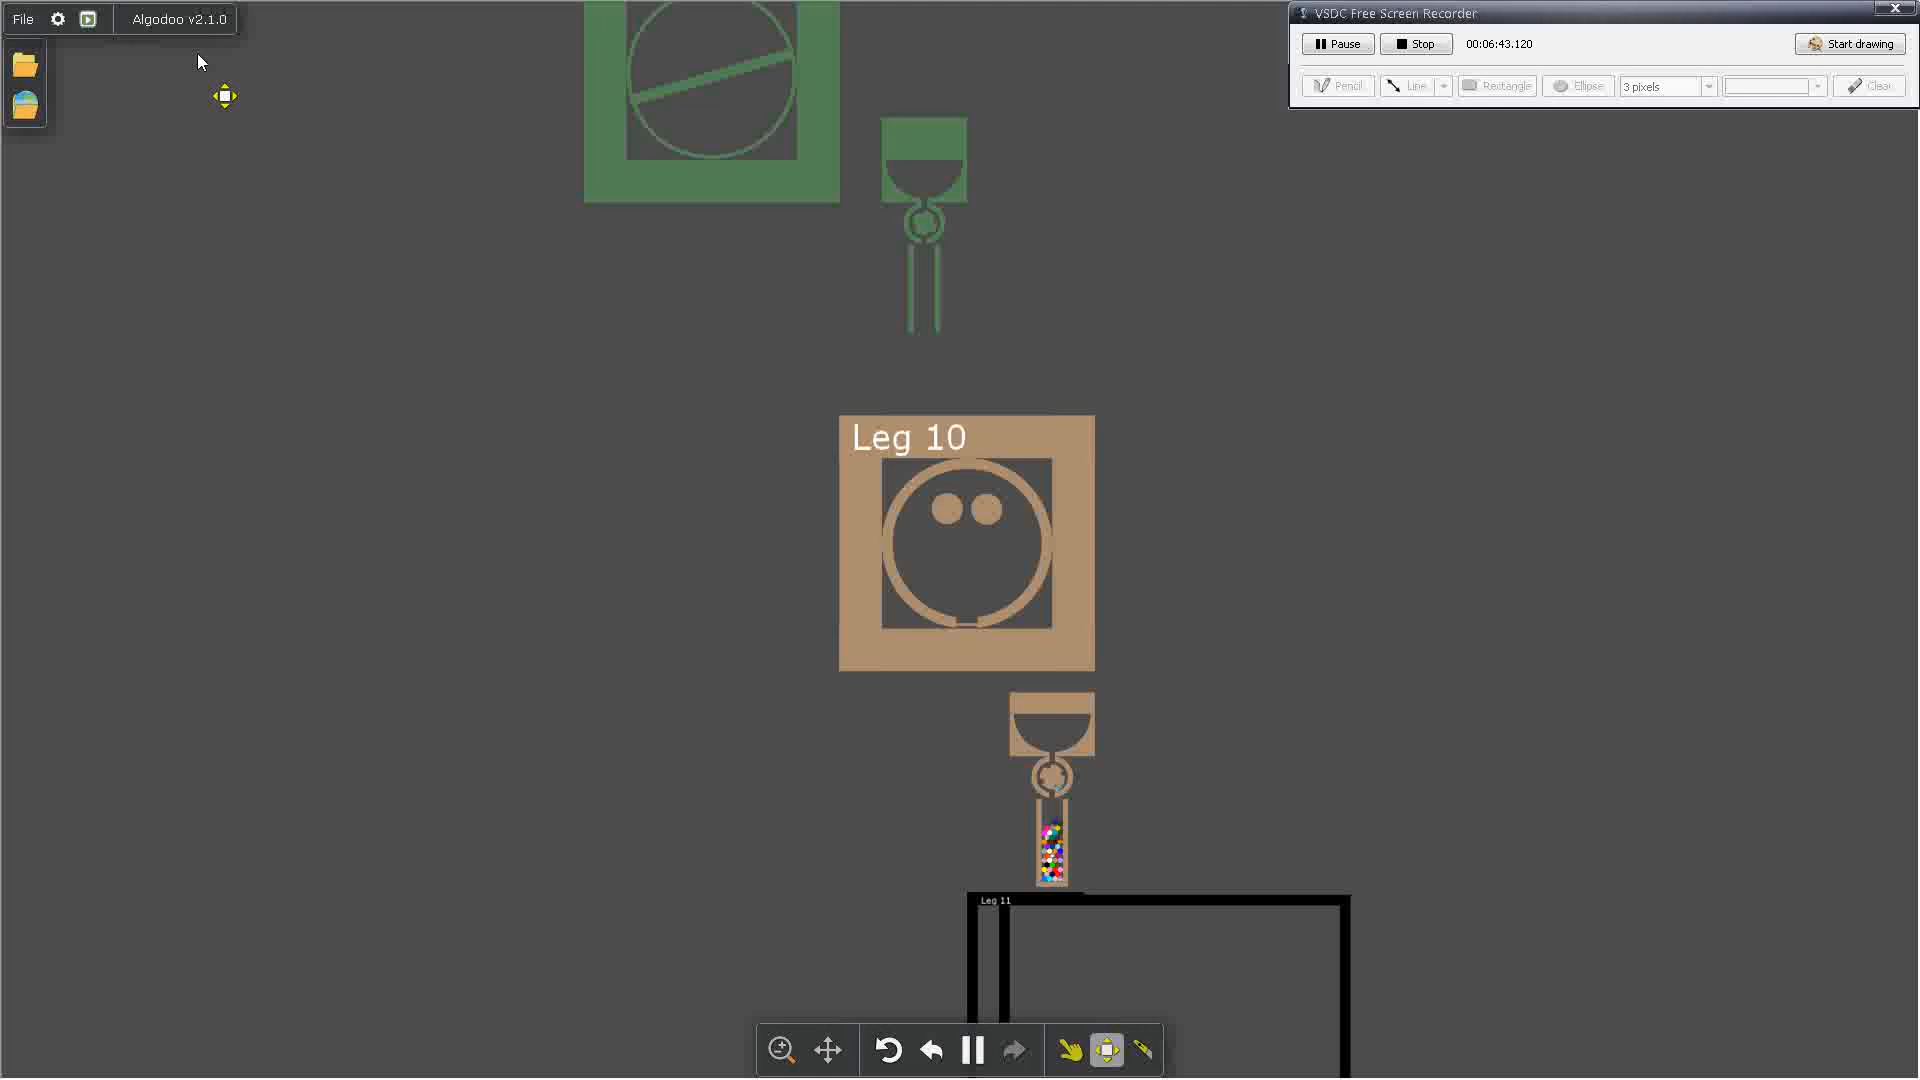 File
Algodoo v2.1.0
VSDC Free Screen Recorder
Pause
Stop
00:06:43.120
Start drawing
Pencil
Line
Rectangle
Ellipse
3 pixels
Clear
Leg 10
Leg 11